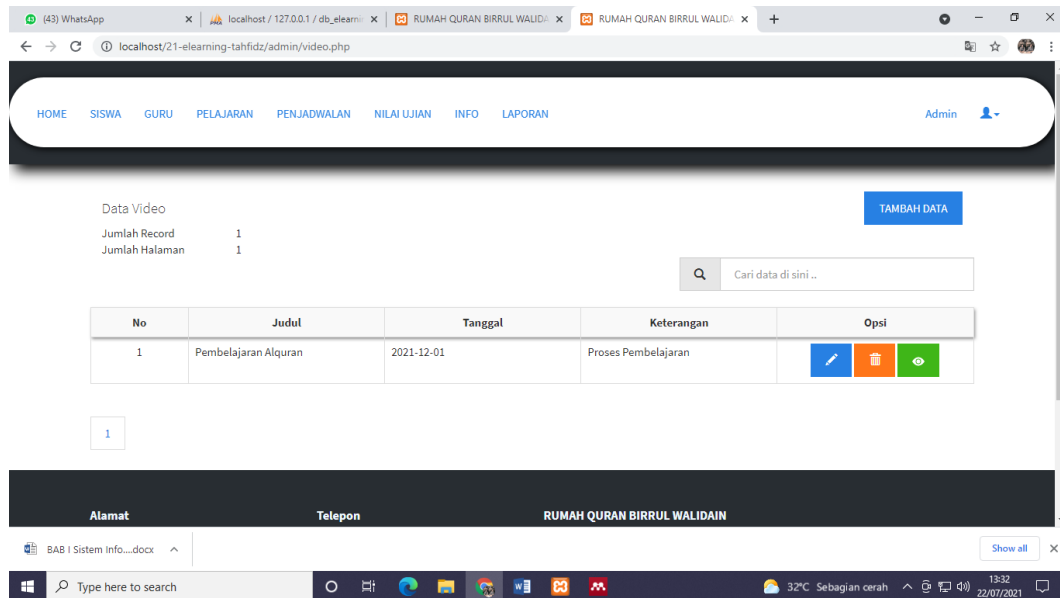 (43) WhatsApp
localhost / 127.0.0.1 / db_elearni
RUMAH QURAN BIRRUL WALIDA
RUMAH QURAN BIRRUL WALIDA
localhost/21-elearning-tahfidz/admin/video.php
HOME SISWA GURU PELAJARAN PENJADWALAN NILAI UJIAN INFO LAPORAN Admin
Data Video
TAMBAH DATA
Jumlah Record 1
Jumlah Halaman 1
Cari data di sini ..
No Judul Tanggal Keterangan Opsi
1 Pembelajaran Alquran 2021-12-01 Proses Pembelajaran
1
Alamat Telepon RUMAH QURAN BIRRUL WALIDAIN
BAB I Sistem Info....docx
Show all
Type here to search
32°C Sebagian cerah
13:32
22/07/2021